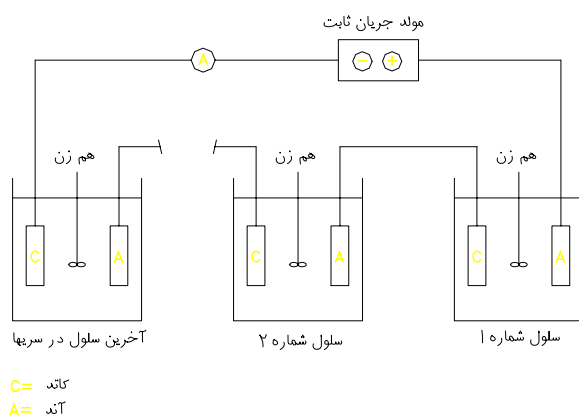 مولد جریان ثابت
A
− +
هم زن
هم زن
هم زن
C
A
C
A
C
A
آخرین سلول در سریها
سلول شماره ۲
سلول شماره ۱
C= کاتد
A= آند